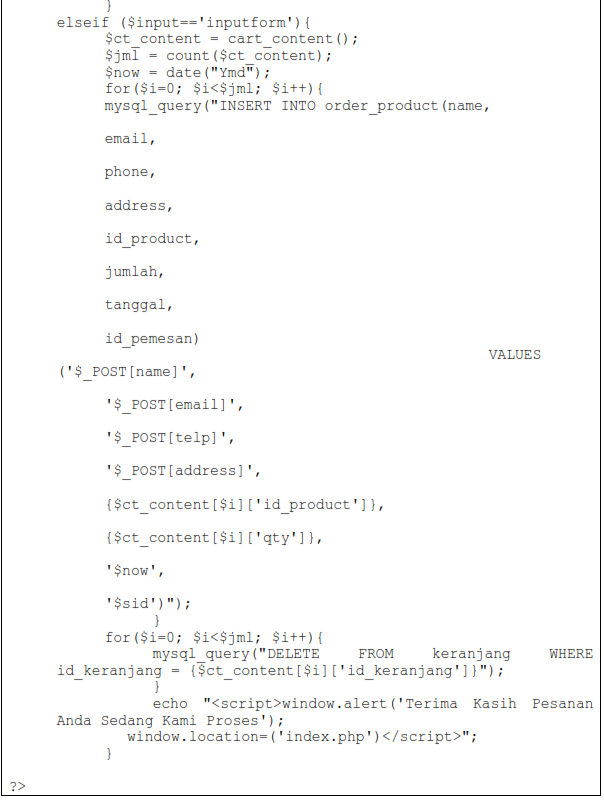 }
elseif ($input=='inputform'){
$ct_content = cart_content();
$jml = count($ct_content);
$now = date("Ymd");
for($i=0; $i<$jml; $i++){
mysql_query("INSERT INTO order_product(name,
email,
phone,
address,
id_product,
jumlah,
tanggal,
id_pemesan)
VALUES
('$_POST[name]',
'$_POST[email]',
'$_POST[telp]',
'$_POST[address]',
{$ct_content[$i]['id_product']},
{$ct_content[$i]['qty']},
'$now',
'$sid')");
}
for($i=0; $i<$jml; $i++){
mysql_query("DELETE FROM keranjang WHERE
id_keranjang = {$ct_content[$i]['id_keranjang']}");
}
echo "<script>window.alert('Terima Kasih Pesanan
Anda Sedang Kami Proses');
window.location=('index.php')</script>";
}
?>